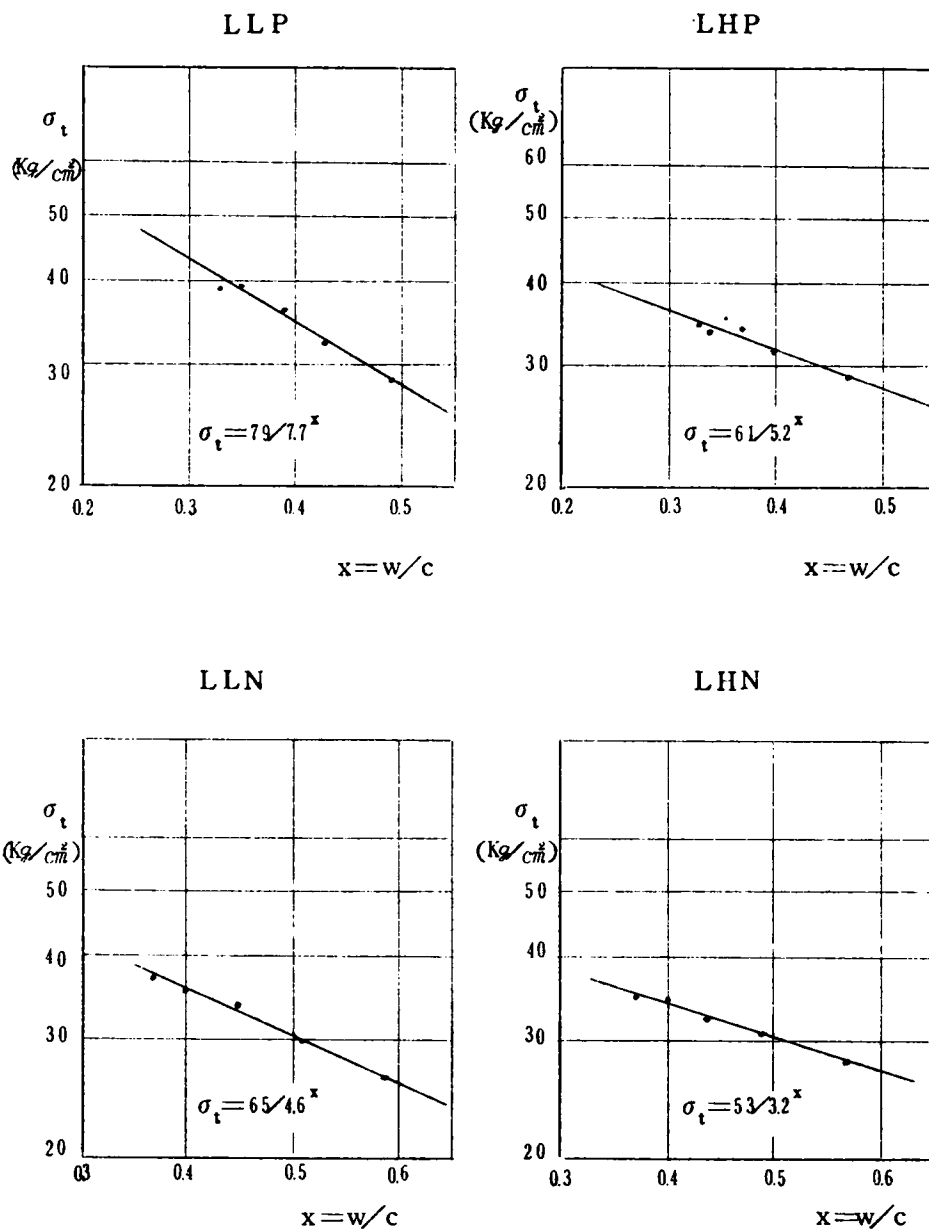 LLP
σt
(Kg/cm²)
50
40
30
20
σt=79/7.7^x
0.2 0.3 0.4 0.5
x=w/c
LHP
σt
(Kg/cm²)
60
50
40
30
20
σt=61/5.2^x
0.2 0.3 0.4 0.5
x=w/c
LLN
σt
(Kg/cm²)
50
40
30
20
σt=65/4.6^x
0.3 0.4 0.5 0.6
x=w/c
LHN
σt
(Kg/cm²)
50
40
30
20
σt=53/3.2^x
0.3 0.4 0.5 0.6
x=w/c